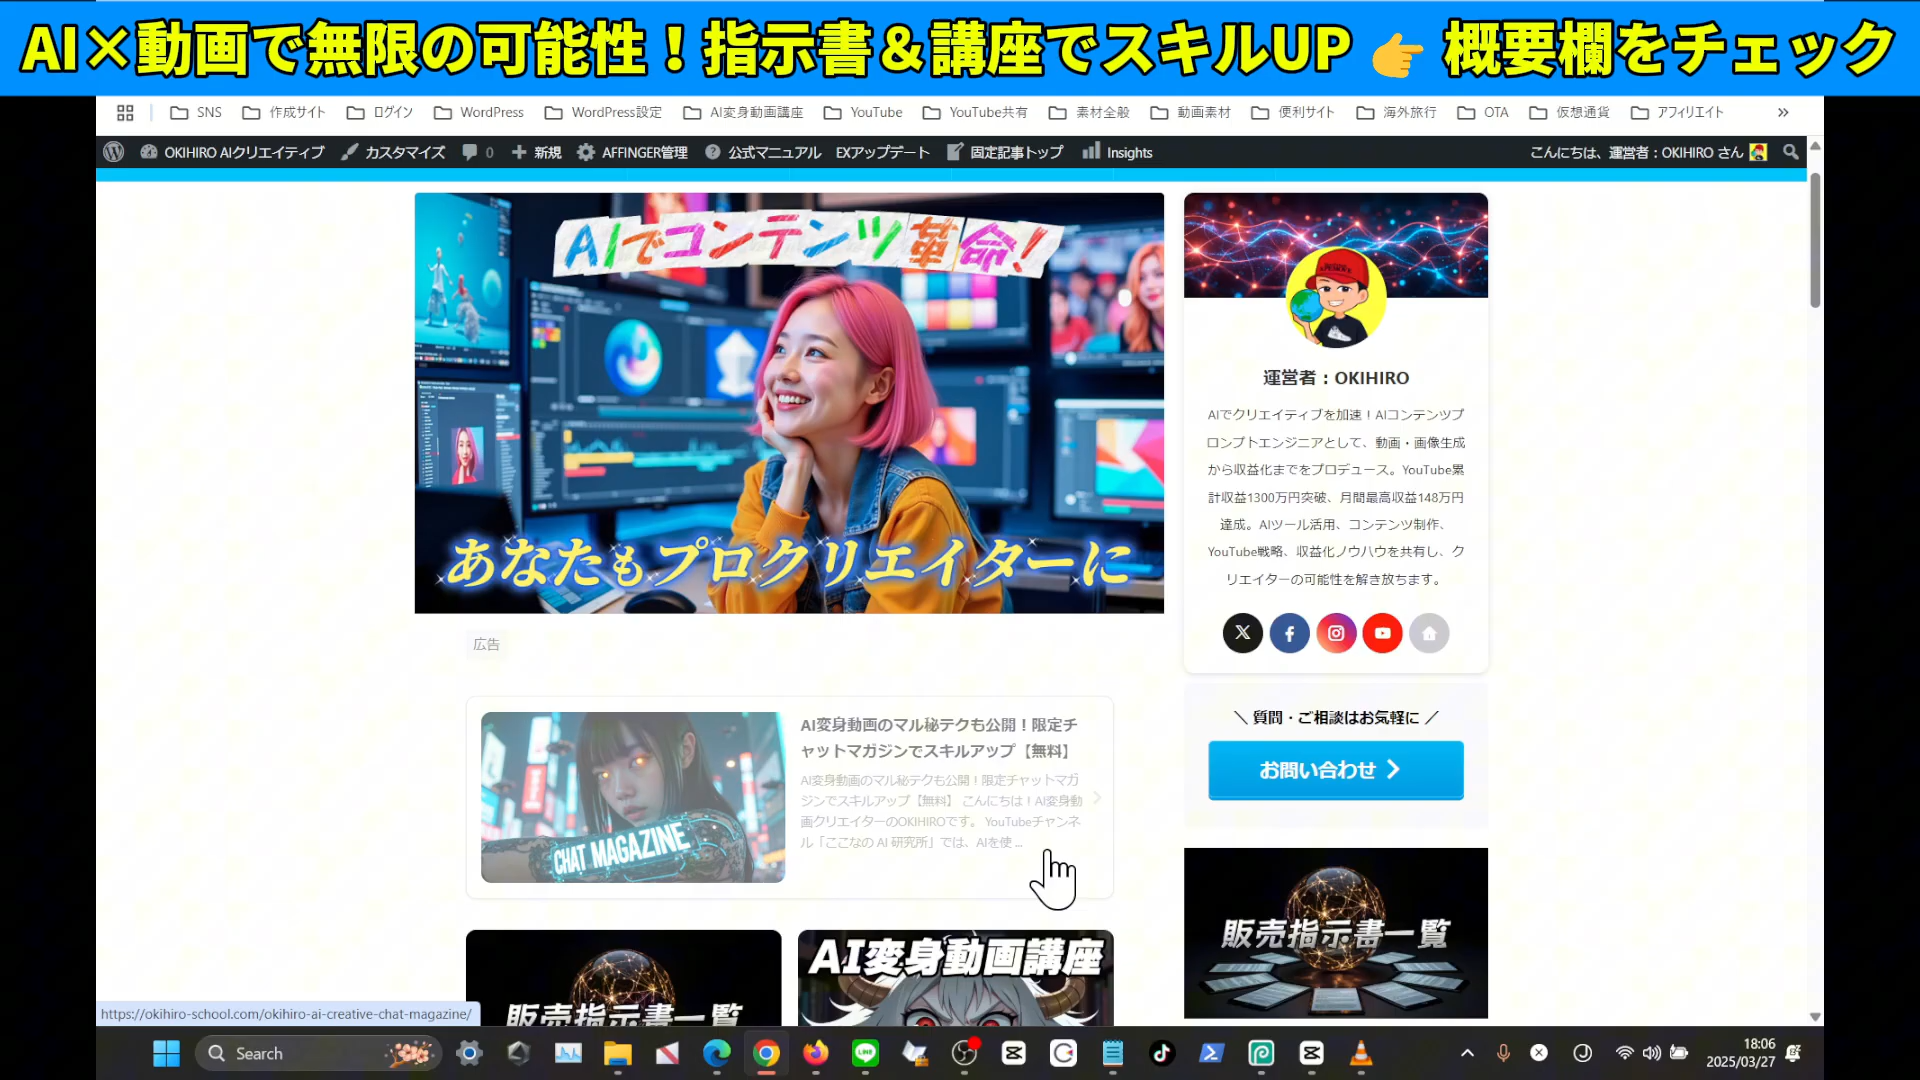 AI×動画で無限の可能性！指示書＆講座でスキルUP 👉 概要欄をチェック
SNS 作成サイト ログイン WordPress WordPress設定 AI変身動画講座 YouTube YouTube共有 素材全般 動画素材 便利サイト 海外旅行 OTA 仮想通貨 アフィリエイト »
OKIHIRO AIクリエイティブ カスタマイズ 0 新規 AFFINGER管理 公式マニュアル EXアップデート 固定記事トップ Insights こんにちは、運営者：OKIHIRO さん
AIでコンテンツ革命！
あなたもプロクリエイターに
運営者：OKIHIRO
AIでクリエイティブを加速！AIコンテンツプ
ロンプトエンジニアとして、動画・画像生成
から収益化までをプロデュース。YouTube累
計収益1300万円突破、月間最高収益148万円
達成。AIツール活用、コンテンツ制作、
YouTube戦略、収益化ノウハウを共有し、ク
リエイターの可能性を解き放ちます。
広告
AI変身動画のマル秘テクも公開！限定チ
ャットマガジンでスキルアップ【無料】
AI変身動画のマル秘テクも公開！限定チャットマガ
ジンでスキルアップ【無料】 こんにちは！AI変身動
画クリエイターのOKIHIROです。 YouTubeチャンネ
ル「ここなの AI 研究所」では、AIを使 ...
CHAT MAGAZINE
＼ 質問・ご相談はお気軽に ／
お問い合わせ
販売指示書一覧
販売指示書一覧
AI変身動画講座
https://okihiro-school.com/okihiro-ai-creative-chat-magazine/
Search
18:06
2025/03/27